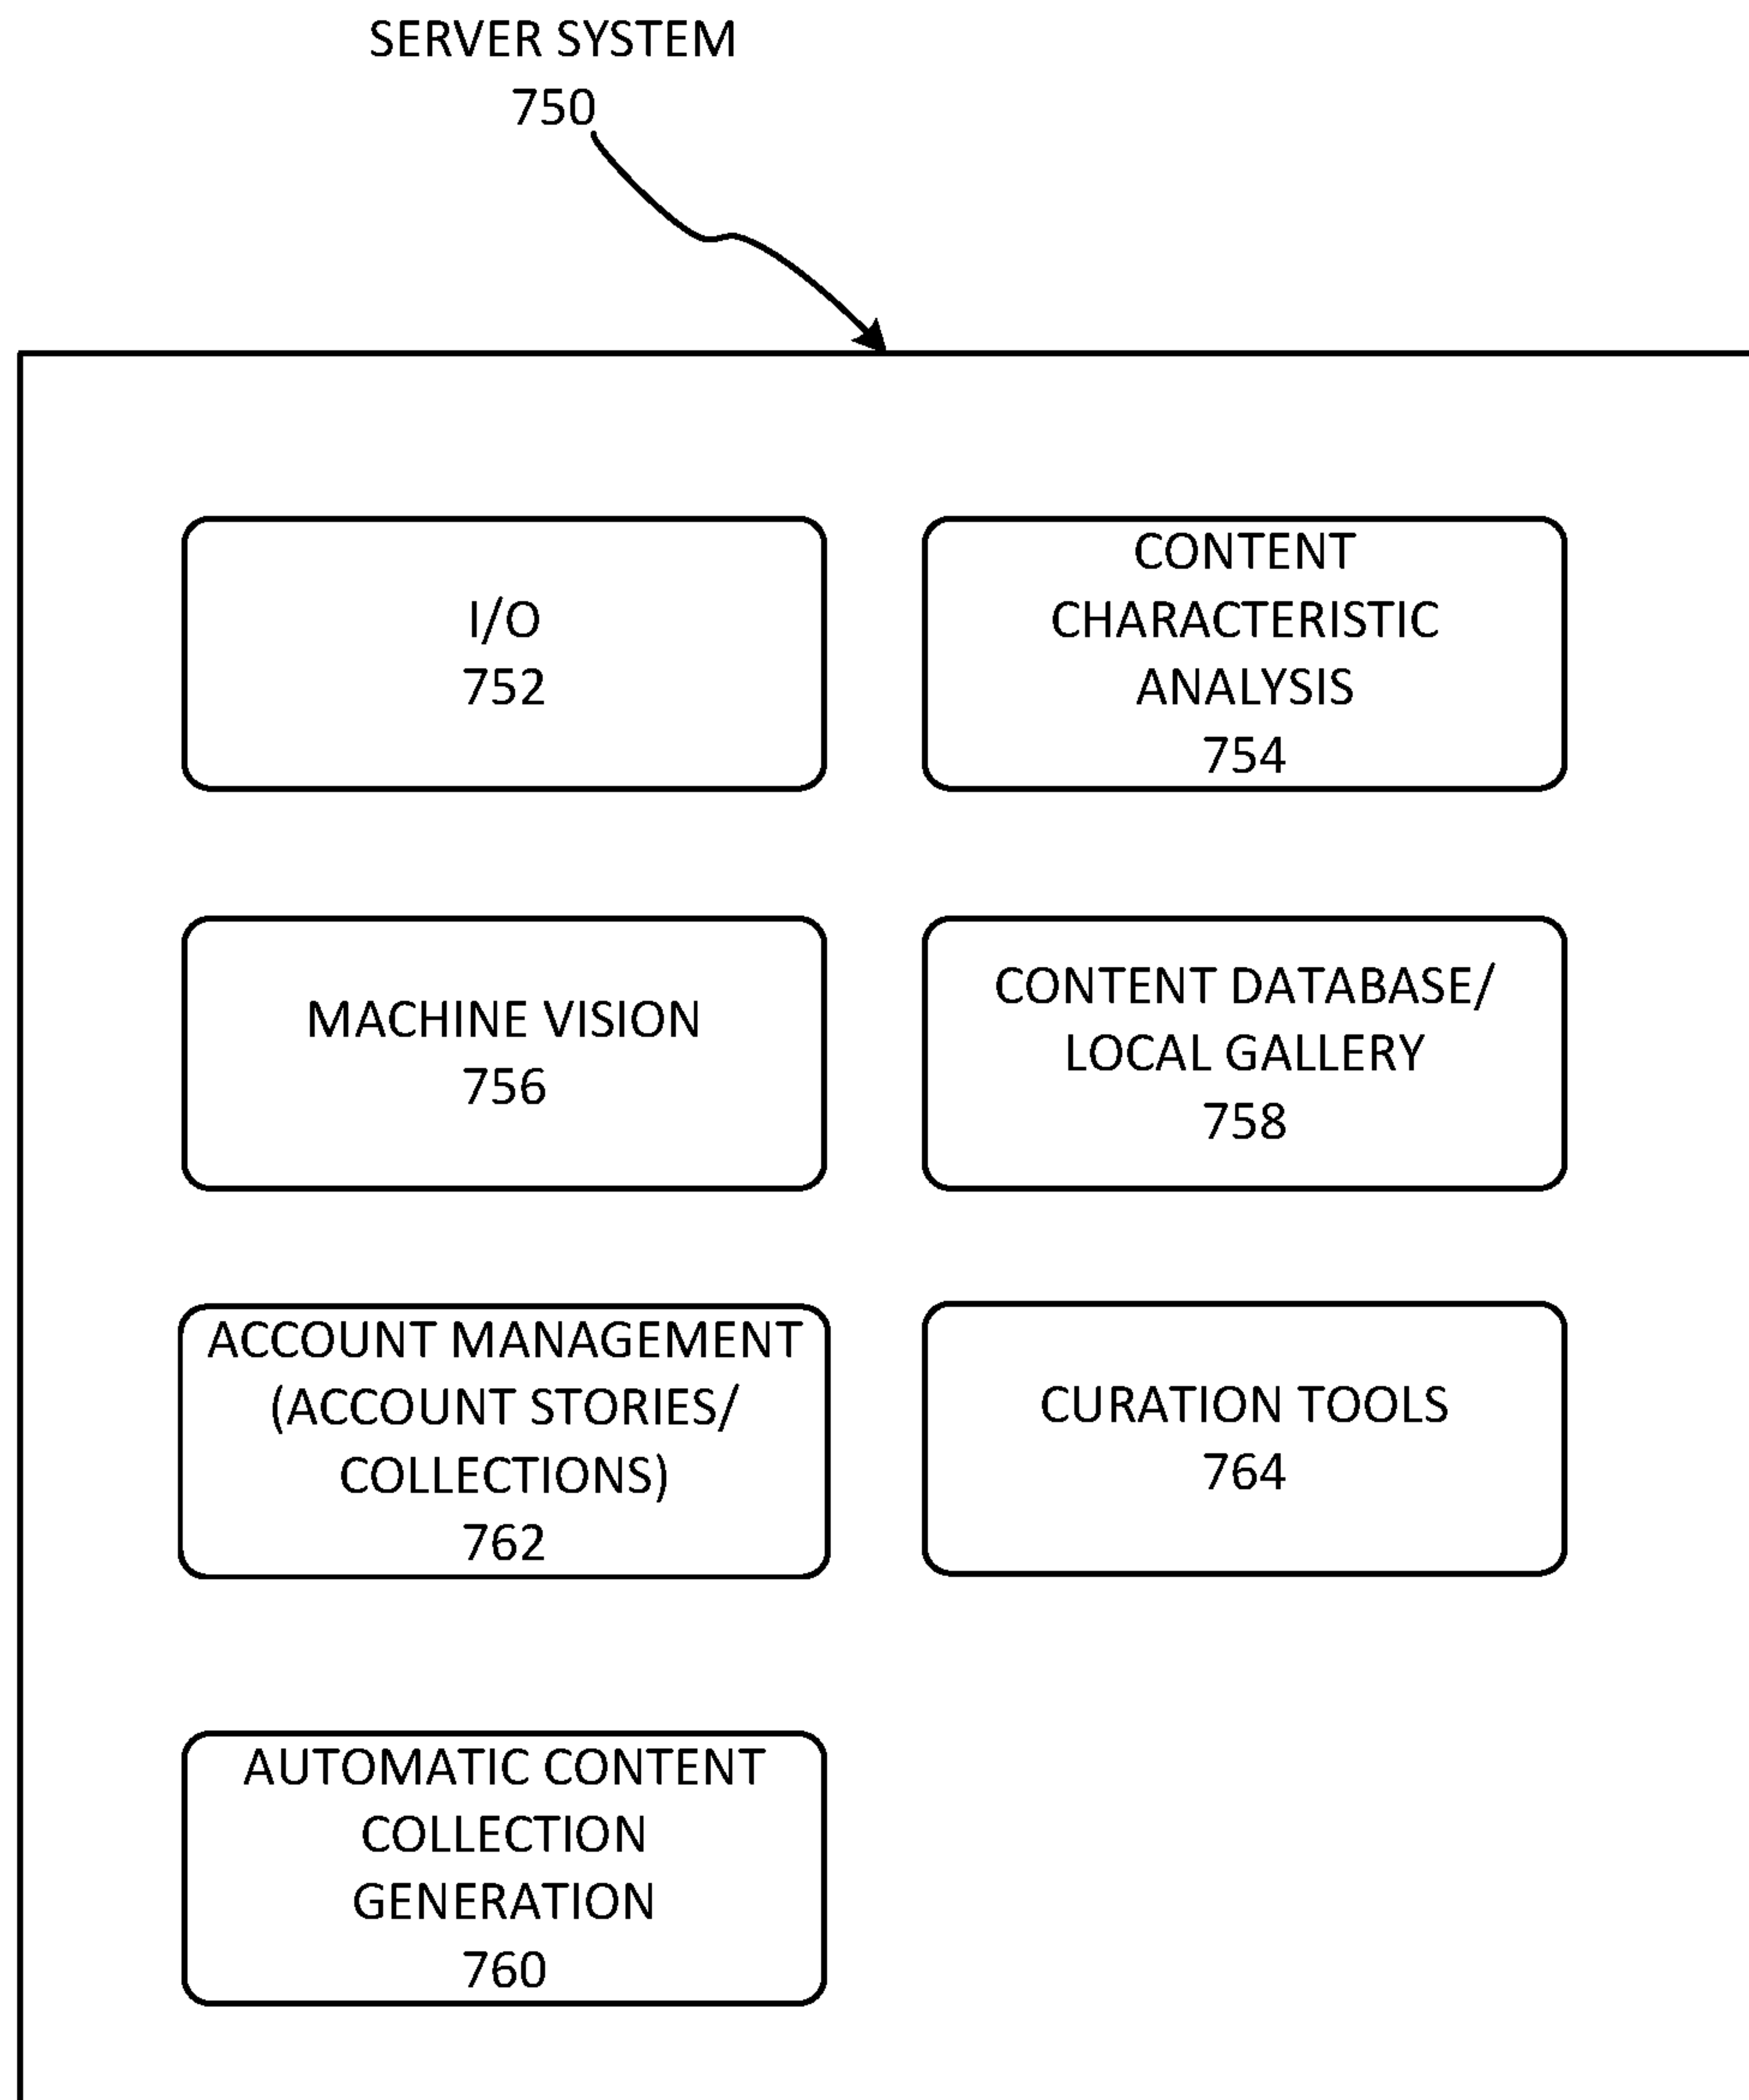 SERVER SYSTEM
750
I/O
752
CONTENT
CHARACTERISTIC
ANALYSIS
754
MACHINE VISION
756
CONTENT DATABASE/
LOCAL GALLERY
758
ACCOUNT MANAGEMENT
(ACCOUNT STORIES/
COLLECTIONS)
762
CURATION TOOLS
764
AUTOMATIC CONTENT
COLLECTION
GENERATION
760